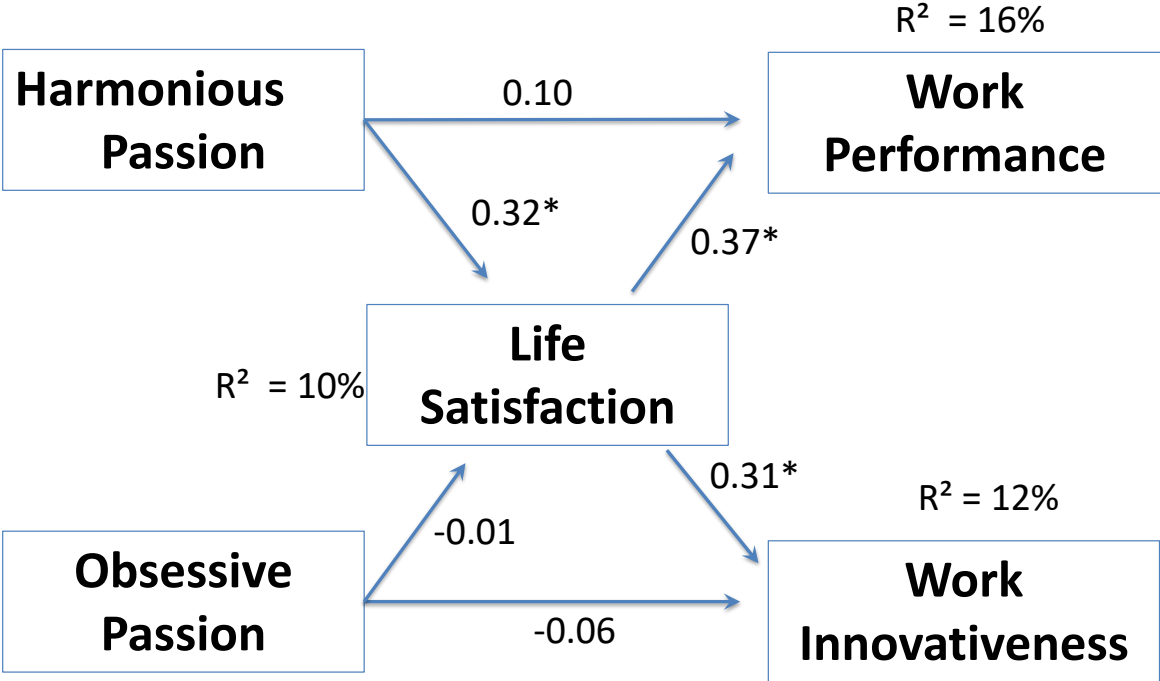 R² = 16%
Harmonious
Passion
0.10
Work
Performance
0.32*
0.37*
Life
Satisfaction
R² = 10%
0.31*
R² = 12%
-0.01
Obsessive
Passion
-0.06
Work
Innovativeness